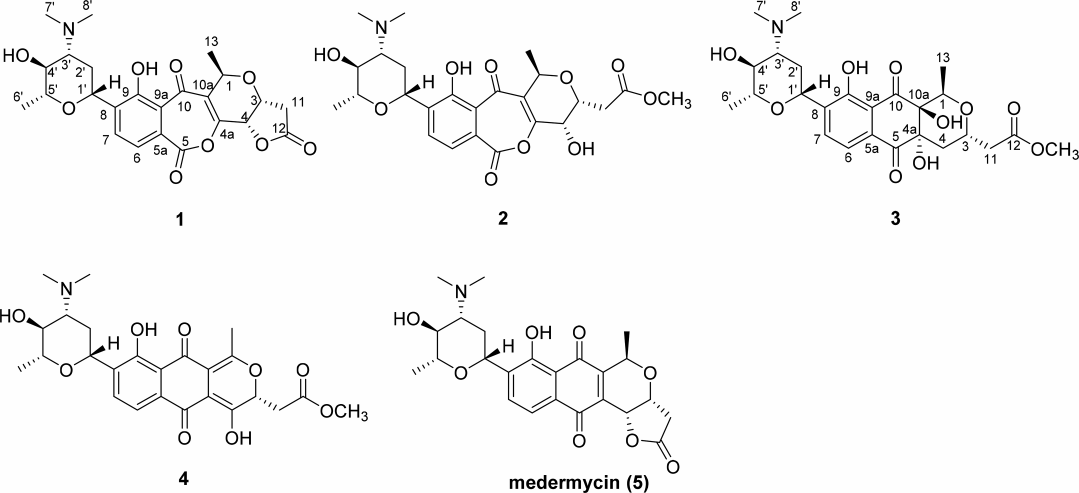 7' 8'
N
13
HO 3' OH O
4' 2' H 10a 1 O
5' 1' 9 9a 10 3 11
6' O 8 4a 4 12
7 5a 5 O O O
6 O
1
N
HO OH O O
H O
O OCH3
O OH
O
2
7' 8'
N
13
HO 3' OH O
4' 2' H 10a 1
5' 1' 9 9a 10 O
6' O 8 OH O
7 5a 5 4a 4 3 12
6 OH 11 OCH3
O
3
N
HO OH O
H O O
O OCH3
O OH
4
N
HO OH O
H O
O
O O
O
medermycin (5)